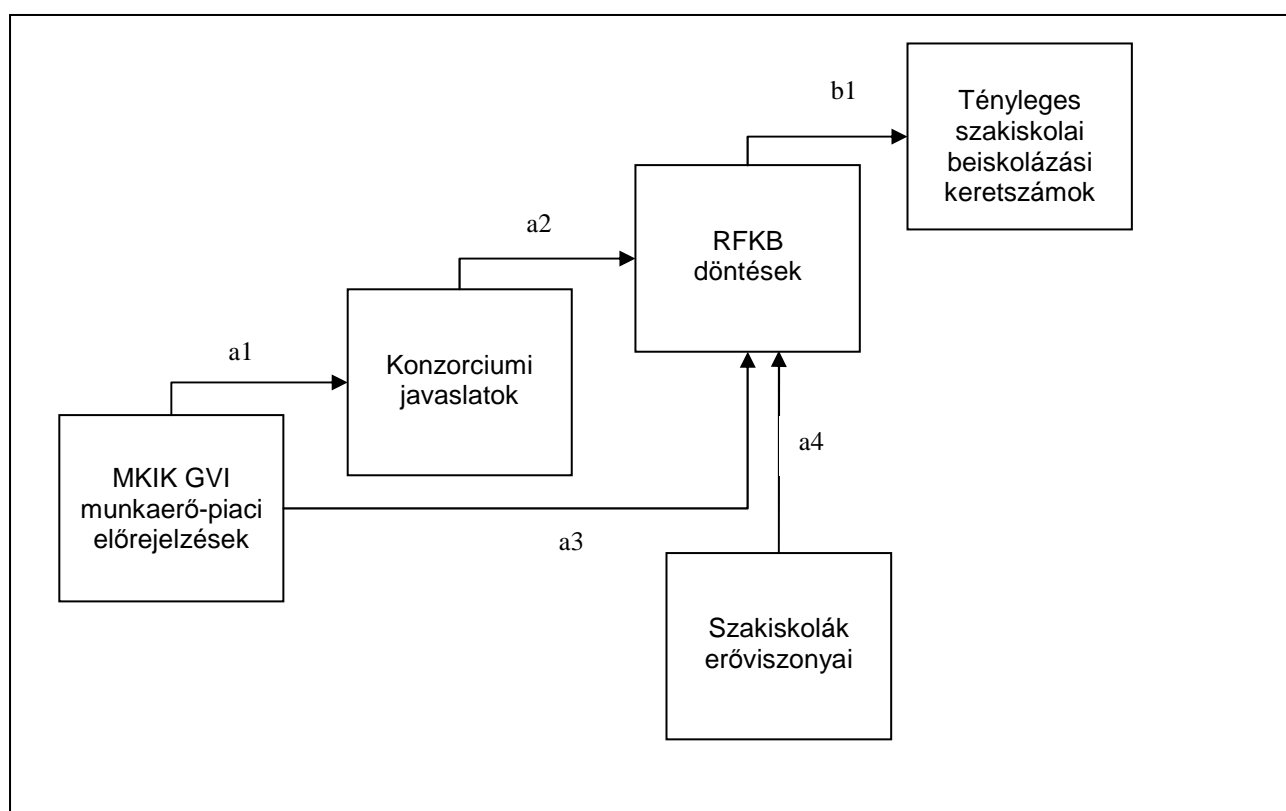 b1
Tényleges
szakiskolai
beiskolázási
keretszámok
a2
RFKB
döntések
a1
Konzorciumi
javaslatok
a4
MKIK GVI
munkaerő-piaci
előrejelzések
a3
Szakiskolák
erőviszonyai